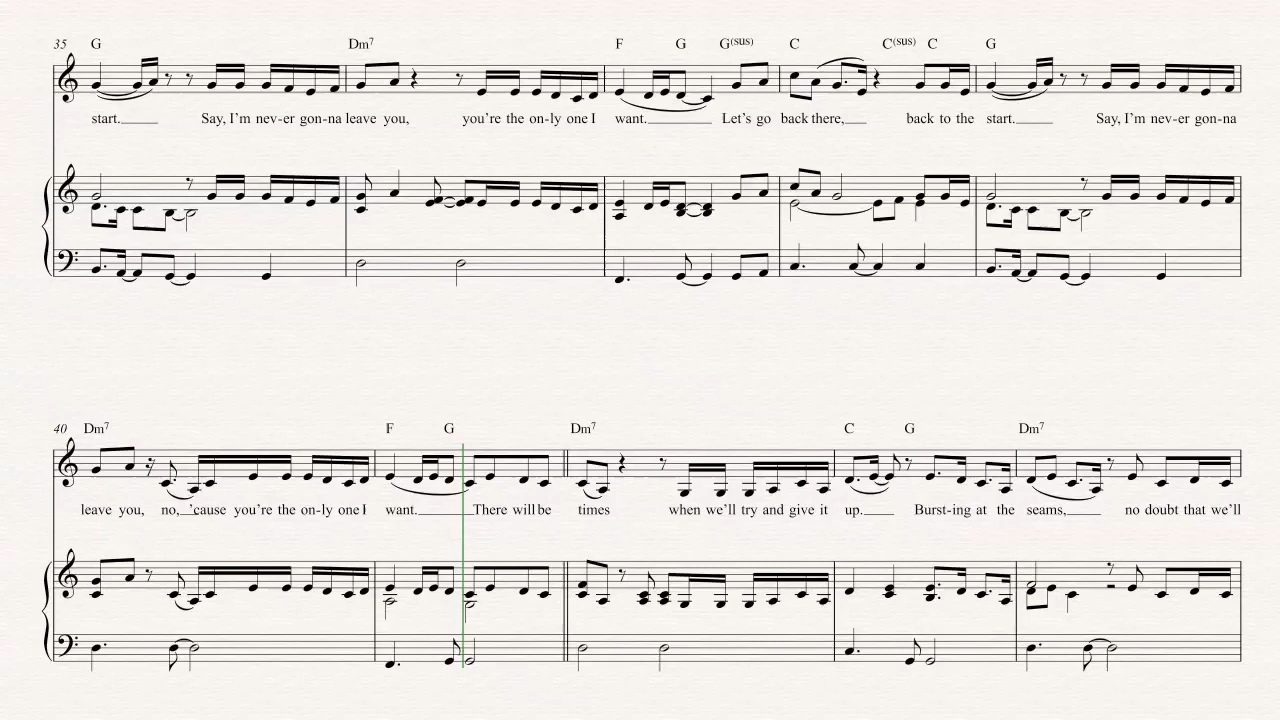 35 G Dm7 F G G(sus) C C(sus) C G
start. Say, I'm nev-er gon-na leave you, you're the on-ly one I want. Let's go back there, back to the start. Say, I'm nev-er gon-na
40 Dm7 F G Dm7 C G Dm7
leave you, no, 'cause you're the on-ly one I want. There will be times when we'll try and give it up. Burst-ing at the seams, no doubt that we'll